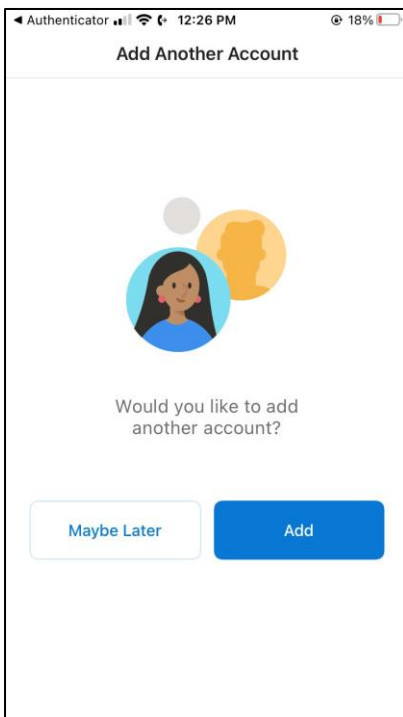 Authenticator 12:26 PM 18%
Add Another Account
Would you like to add
another account?
Maybe Later
Add